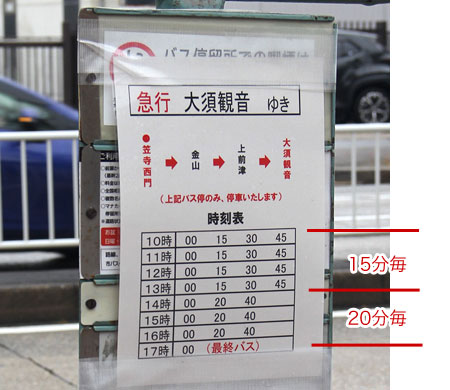 バス停留所での喫煙は
急行 大須観音 ゆき
●笠寺西門 → 金山 → 上前津 → 大須観音
(上記バス停のみ、停車いたします)
時刻表
10時 00 15 30 45
11時 00 15 30 45
12時 00 15 30 45
13時 00 15 30 45
14時 00 20 40
15時 00 20 40
16時 00 20 40
17時 00 (最終バス)
15分毎
20分毎